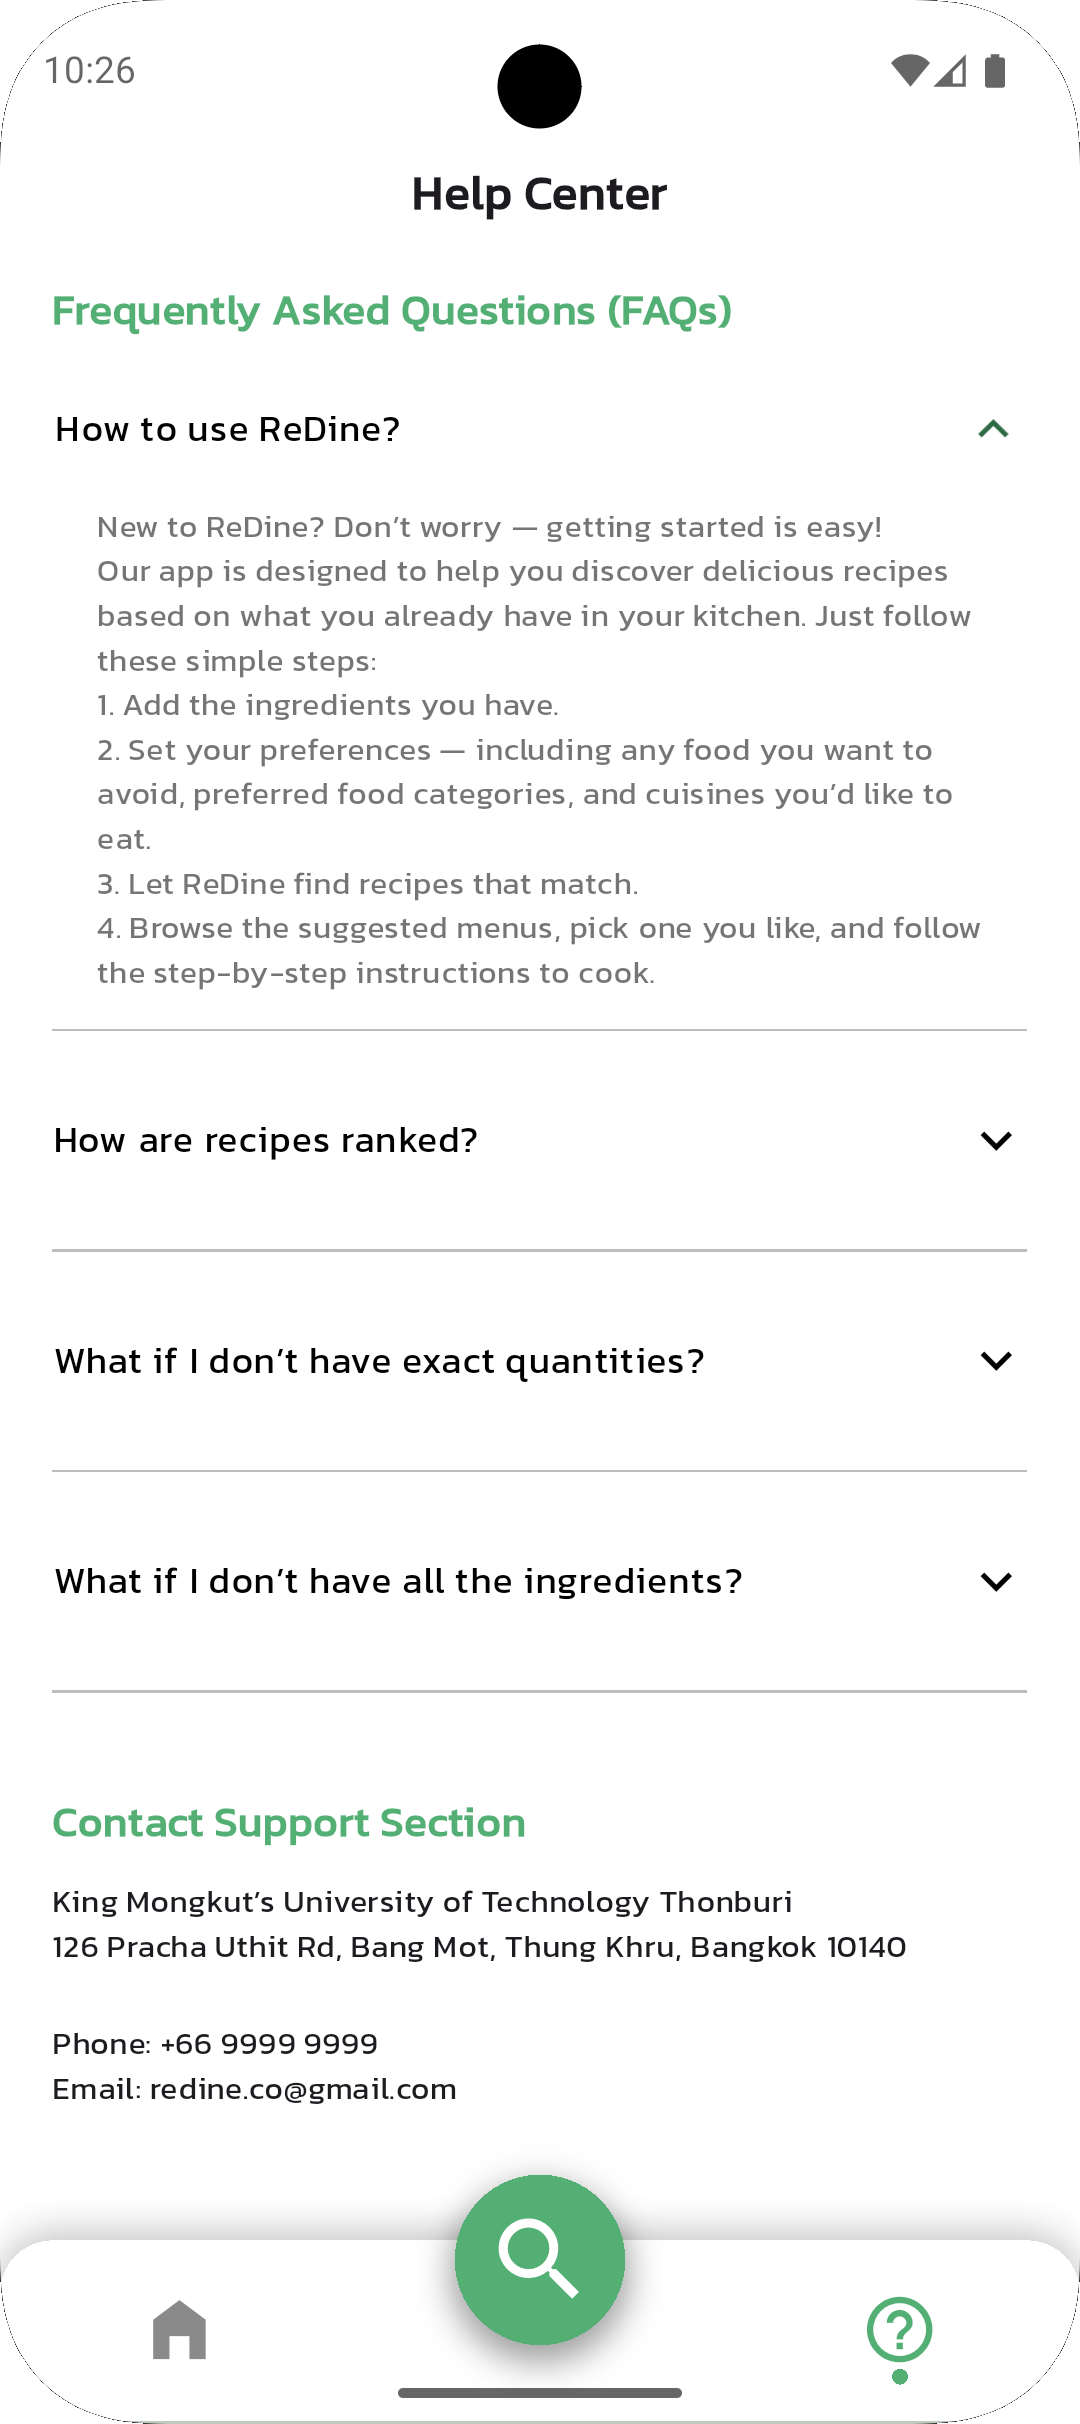 10:26
Help Center
Frequently Asked Questions (FAQs)
How to use ReDine?
New to ReDine? Don’t worry — getting started is easy!
Our app is designed to help you discover delicious recipes
based on what you already have in your kitchen. Just follow
these simple steps:
1. Add the ingredients you have.
2. Set your preferences — including any food you want to
avoid, preferred food categories, and cuisines you’d like to
eat.
3. Let ReDine find recipes that match.
4. Browse the suggested menus, pick one you like, and follow
the step-by-step instructions to cook.
How are recipes ranked?
What if I don’t have exact quantities?
What if I don’t have all the ingredients?
Contact Support Section
King Mongkut’s University of Technology Thonburi
126 Pracha Uthit Rd, Bang Mot, Thung Khru, Bangkok 10140
Phone: +66 9999 9999
Email: redine.co@gmail.com